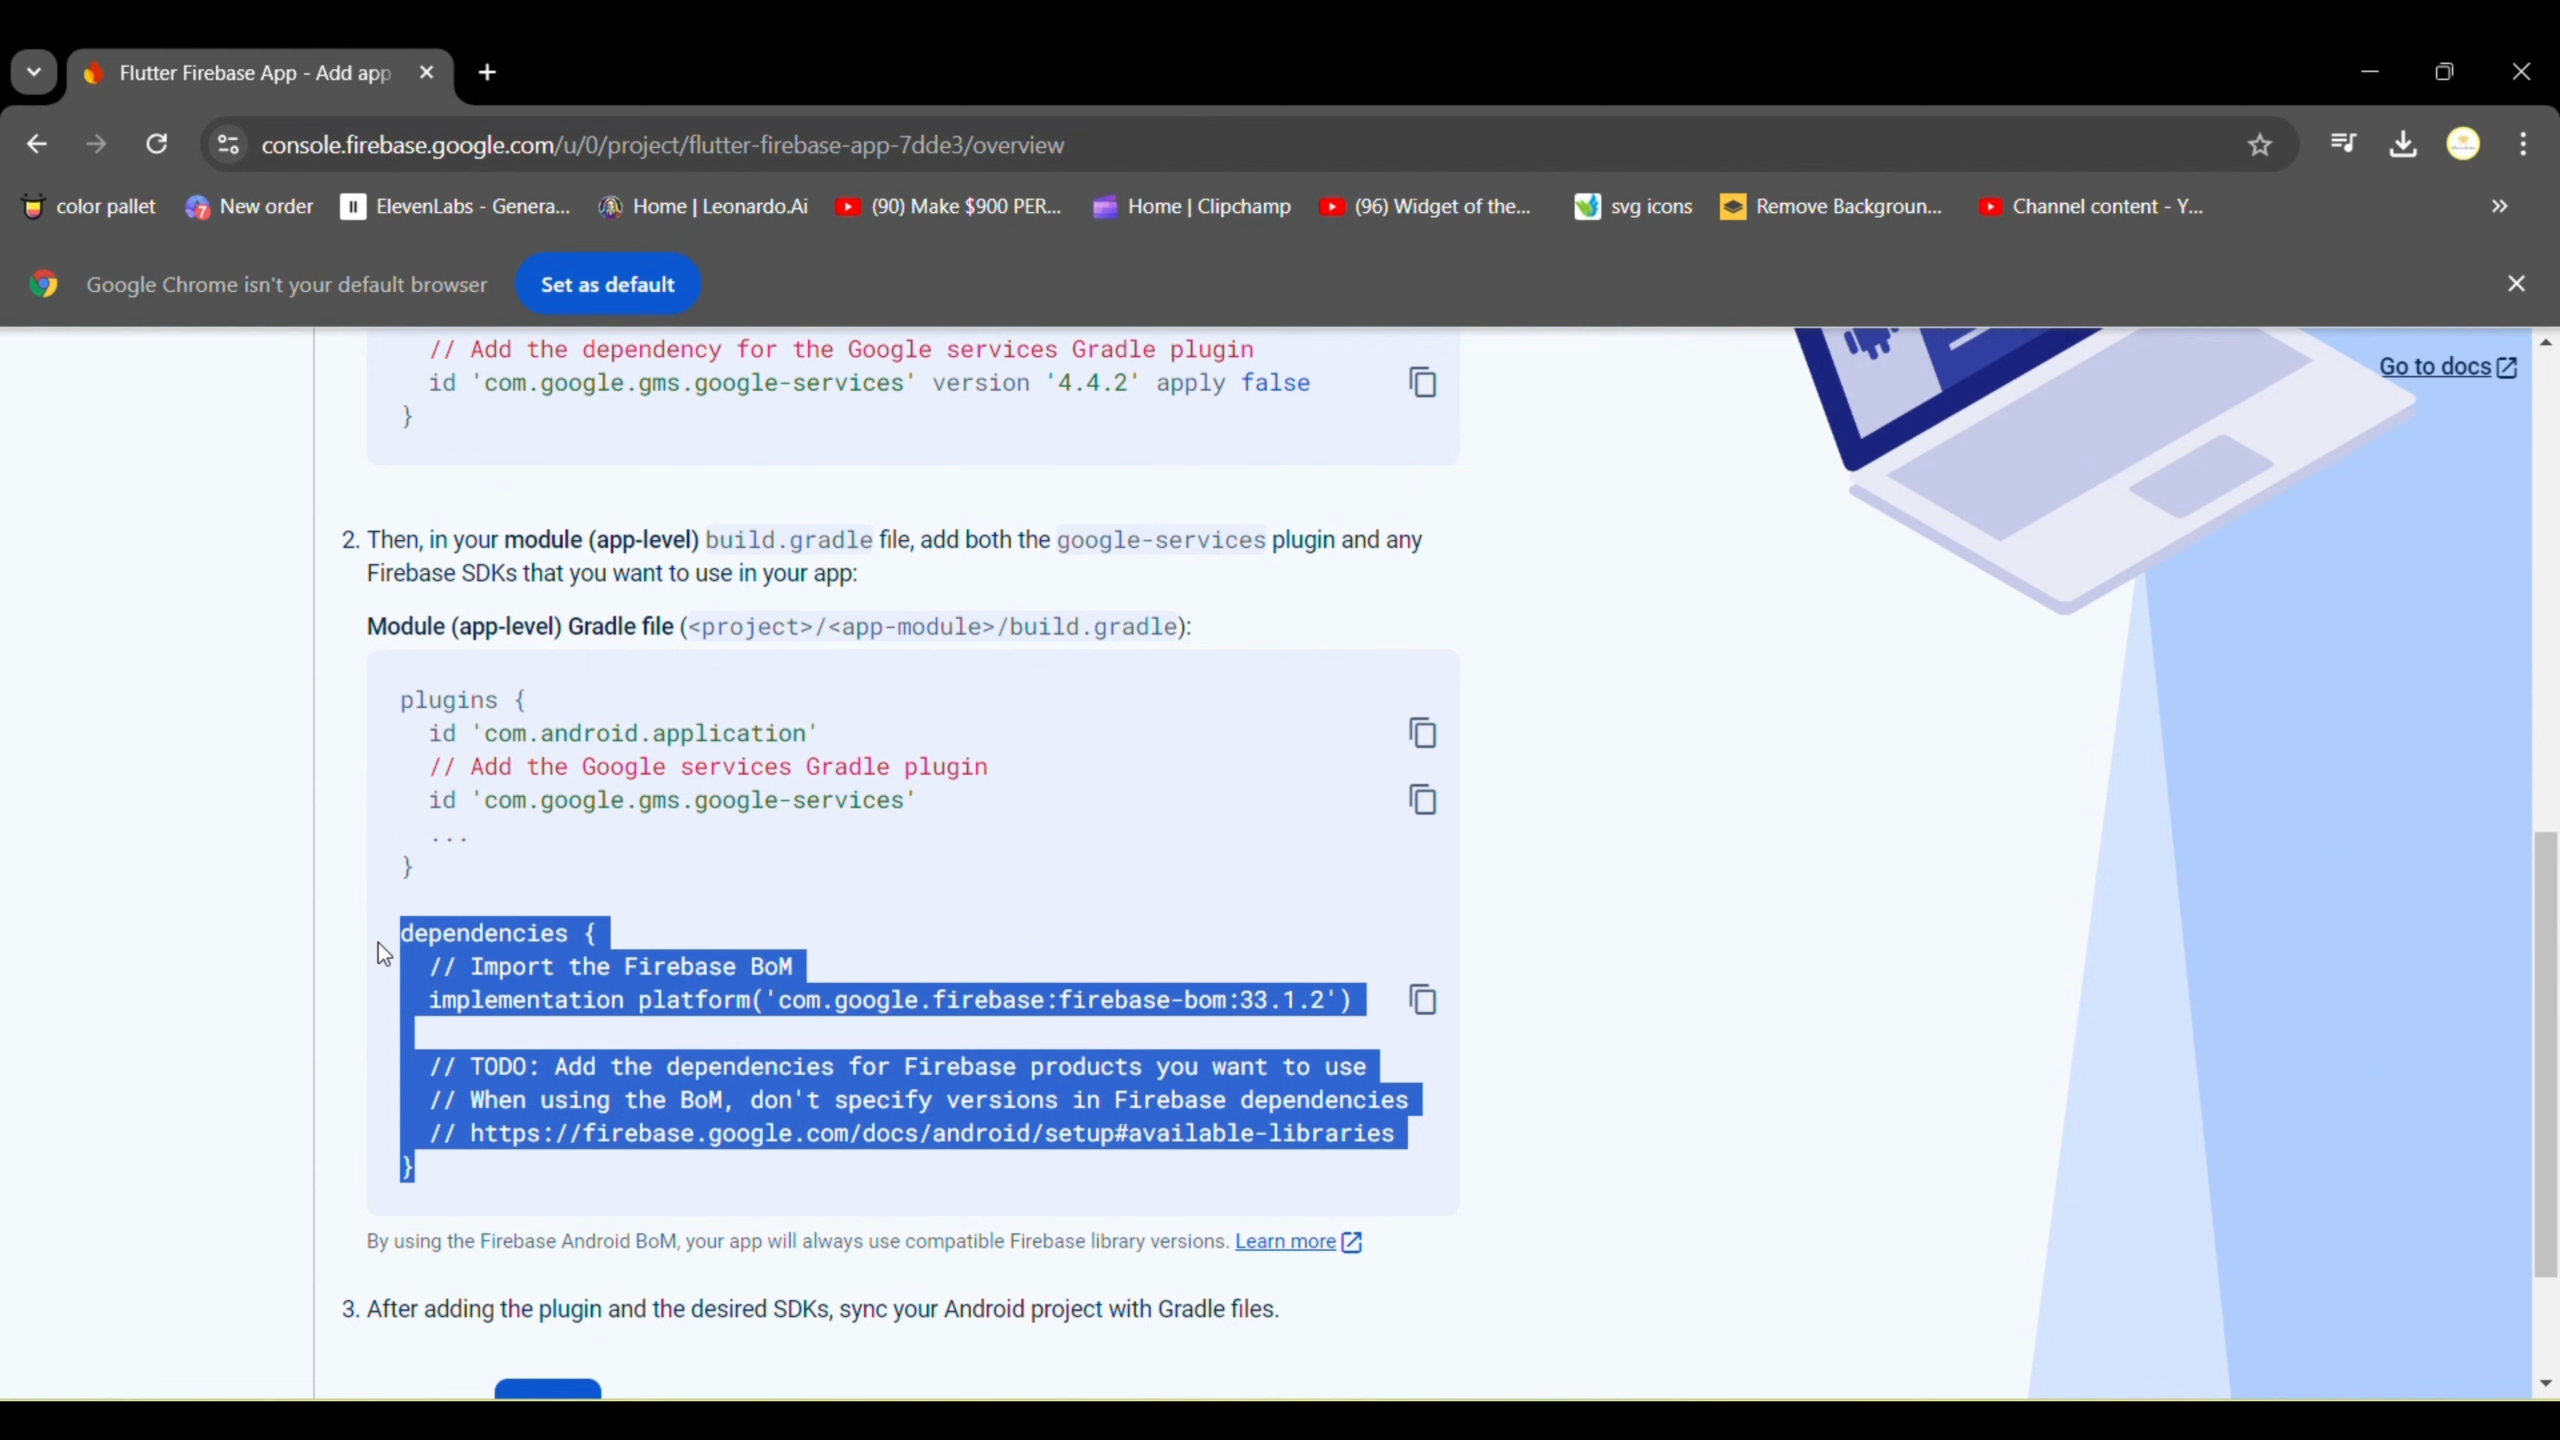 Flutter Firebase App - Add app
console.firebase.google.com/u/0/project/flutter-firebase-app-7dde3/overview
color pallet New order ElevenLabs - Genera... Home | Leonardo.Ai (90) Make $900 PER... Home | Clipchamp (96) Widget of the... svg icons Remove Backgroun... Channel content - Y...
Google Chrome isn't your default browser Set as default
Go to docs
// Add the dependency for the Google services Gradle plugin
id 'com.google.gms.google-services' version '4.4.2' apply false
}
2. Then, in your module (app-level) build.gradle file, add both the google-services plugin and any
Firebase SDKs that you want to use in your app:
Module (app-level) Gradle file (<project>/<app-module>/build.gradle):
plugins {
id 'com.android.application'
// Add the Google services Gradle plugin
id 'com.google.gms.google-services'
...
}
dependencies {
// Import the Firebase BoM
implementation platform('com.google.firebase:firebase-bom:33.1.2')
// TODO: Add the dependencies for Firebase products you want to use
// When using the BoM, don't specify versions in Firebase dependencies
// https://firebase.google.com/docs/android/setup#available-libraries
}
By using the Firebase Android BoM, your app will always use compatible Firebase library versions. Learn more
3. After adding the plugin and the desired SDKs, sync your Android project with Gradle files.